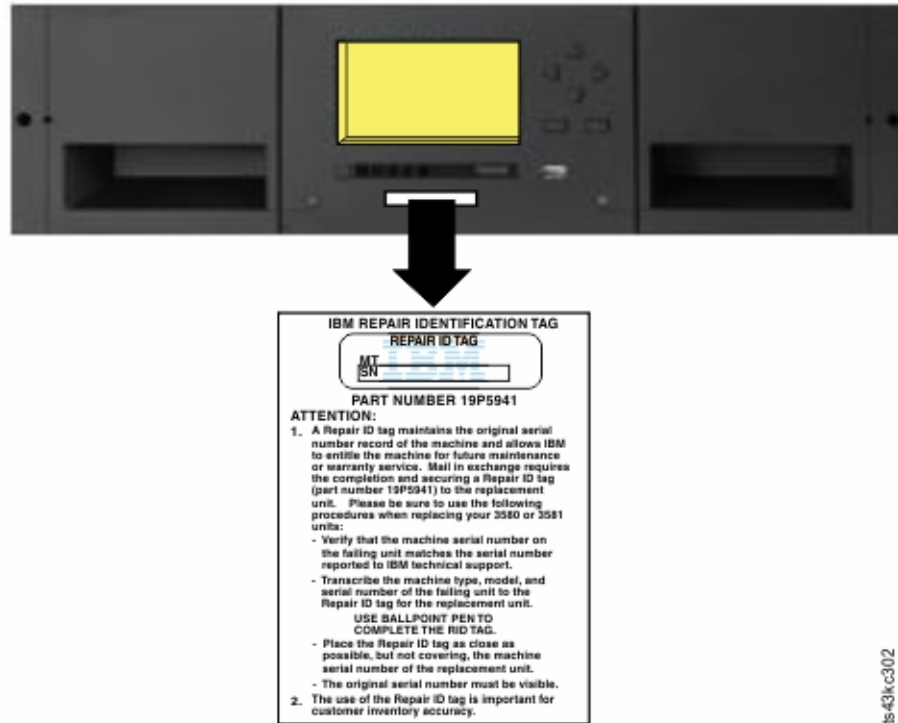 IBM REPAIR IDENTIFICATION TAG
REPAIR ID TAG
IBM
MT
SN
PART NUMBER 19P5941
ATTENTION:
1. A Repair ID tag maintains the original serial
number record of the machine and allows IBM
to entitle the machine for future maintenance
or warranty service. Mail in exchange requires
the completion and securing a Repair ID tag
(part number 19P5941) to the replacement
unit. Please be sure to use the following
procedures when replacing your 3580 or 3581
units:
- Verify that the machine serial number on
the failing unit matches the serial number
reported to IBM technical support.
- Transcribe the machine type, model, and
serial number of the failing unit to the
Repair ID tag for the replacement unit.
USE BALLPOINT PEN TO
COMPLETE THE RID TAG.
- Place the Repair ID tag as close as
possible, but not covering, the machine
serial number of the replacement unit.
- The original serial number must be visible.
2. The use of the Repair ID tag is important for
customer inventory accuracy.
ts43kc302